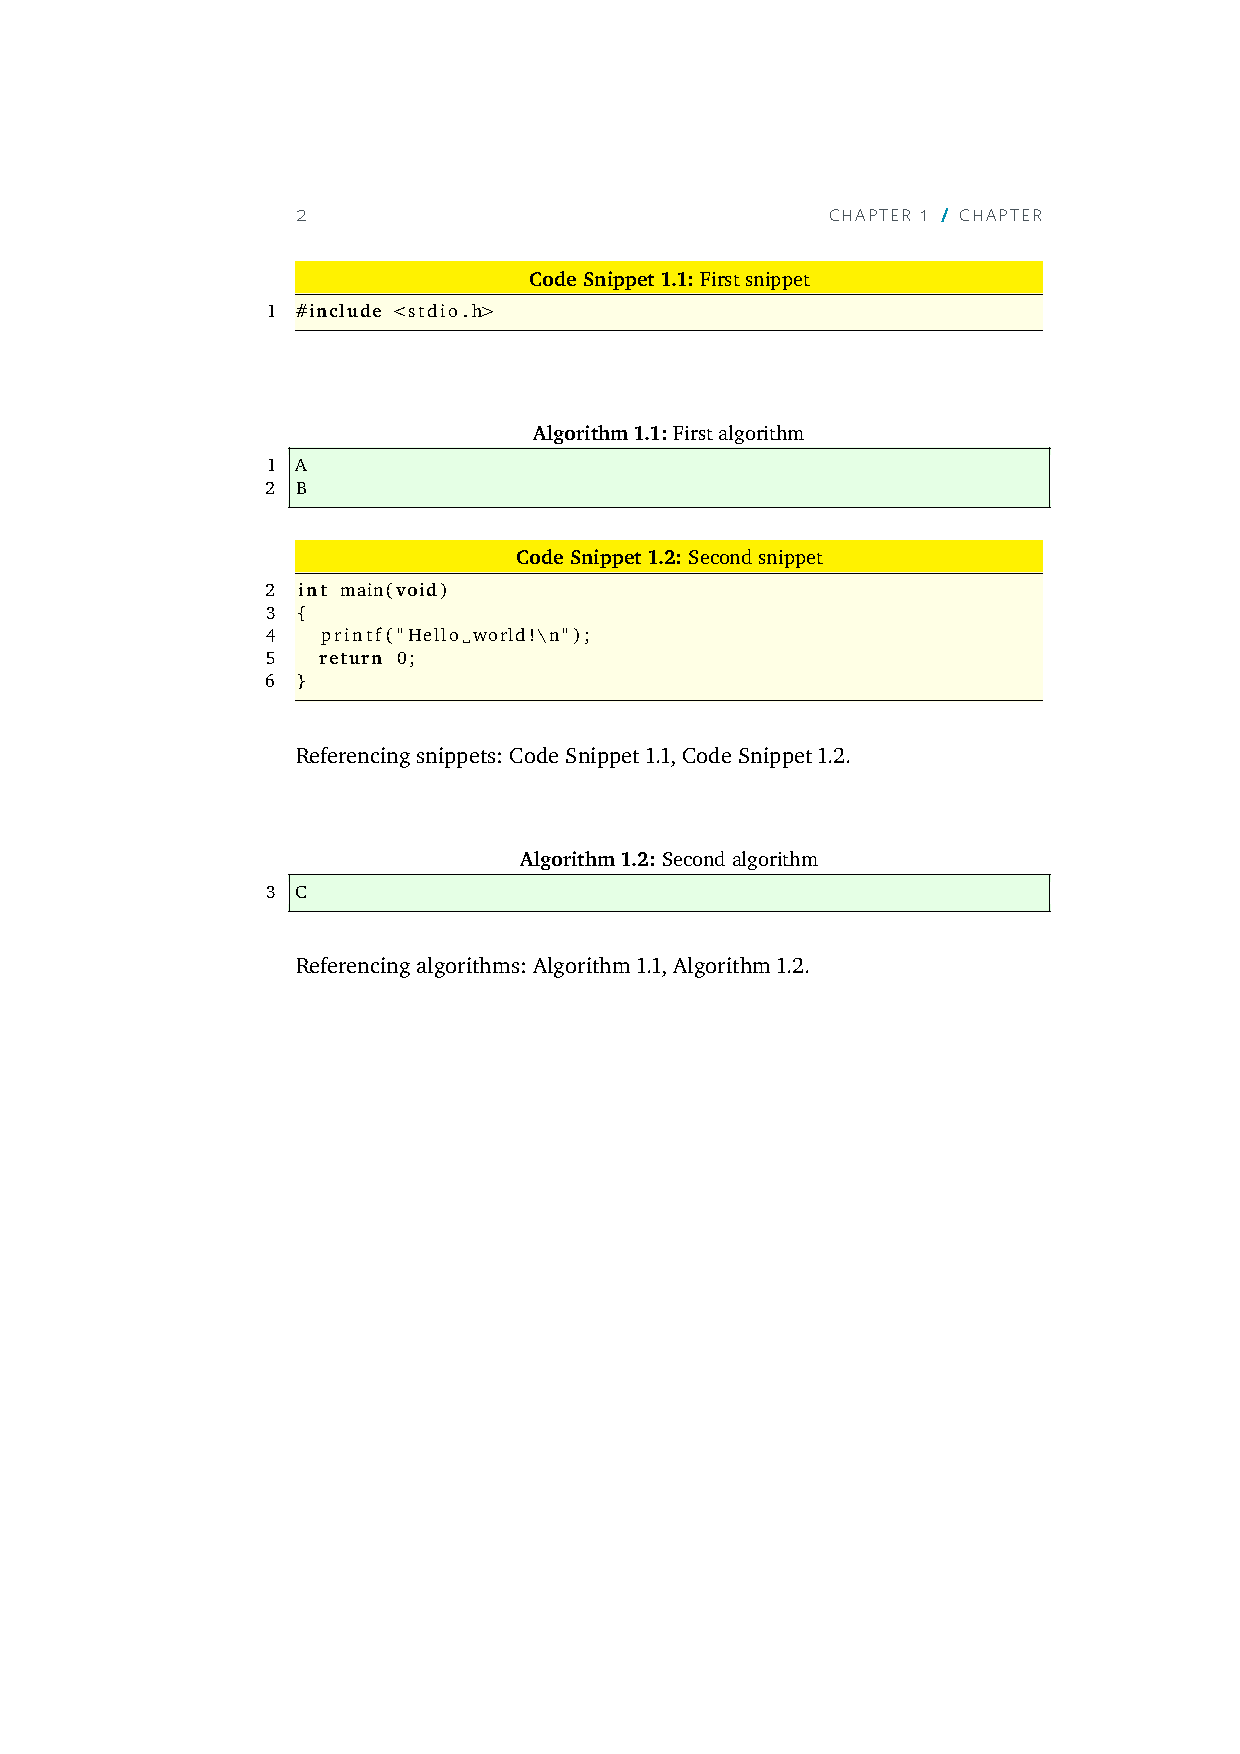 2 CHAPTER 1 / CHAPTER
Code Snippet 1.1: First snippet
1 #include <stdio.h>
Algorithm 1.1: First algorithm
1 A
2 B
Code Snippet 1.2: Second snippet
2 int main(void)
3 {
4   printf("Hello␣world!\n");
5   return 0;
6 }
Referencing snippets: Code Snippet 1.1, Code Snippet 1.2.
Algorithm 1.2: Second algorithm
3 C
Referencing algorithms: Algorithm 1.1, Algorithm 1.2.